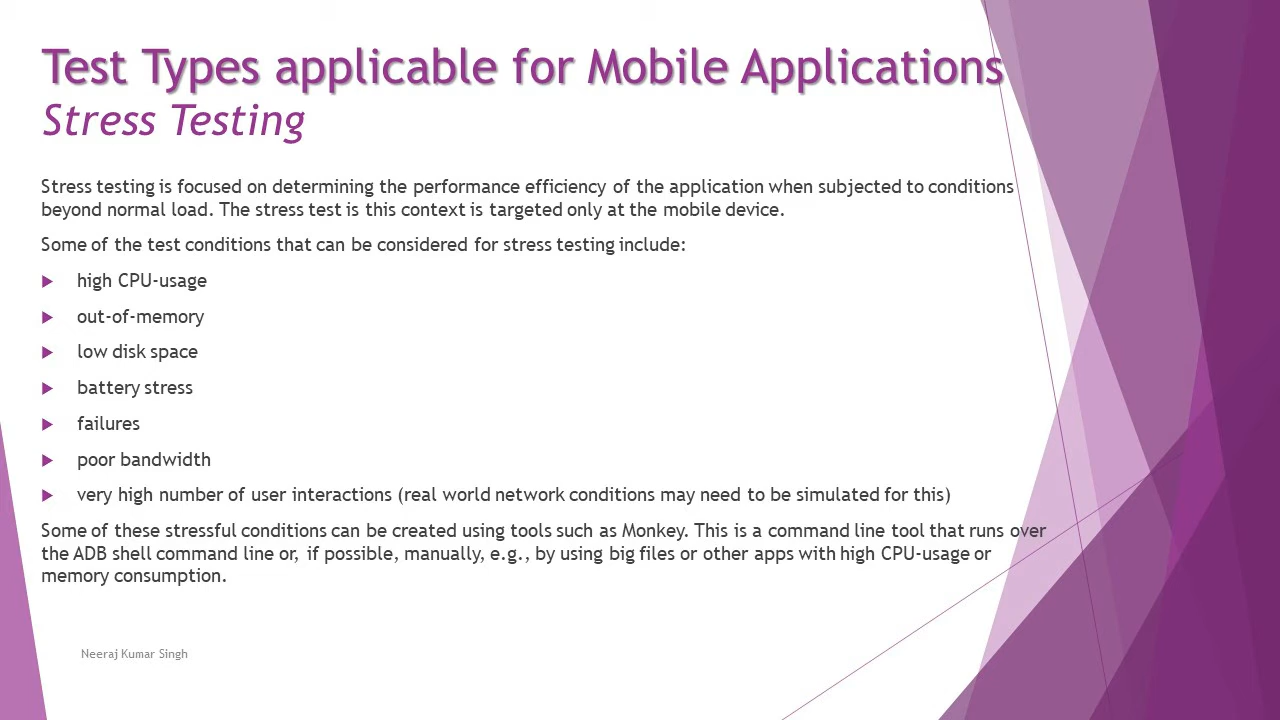 Test Types applicable for Mobile Applications
Stress Testing
Stress testing is focused on determining the performance efficiency of the application when subjected to conditions
beyond normal load. The stress test is this context is targeted only at the mobile device.
Some of the test conditions that can be considered for stress testing include:
high CPU-usage
out-of-memory
low disk space
battery stress
failures
poor bandwidth
very high number of user interactions (real world network conditions may need to be simulated for this)
Some of these stressful conditions can be created using tools such as Monkey. This is a command line tool that runs over
the ADB shell command line or, if possible, manually, e.g., by using big files or other apps with high CPU-usage or
memory consumption.
Neeraj Kumar Singh